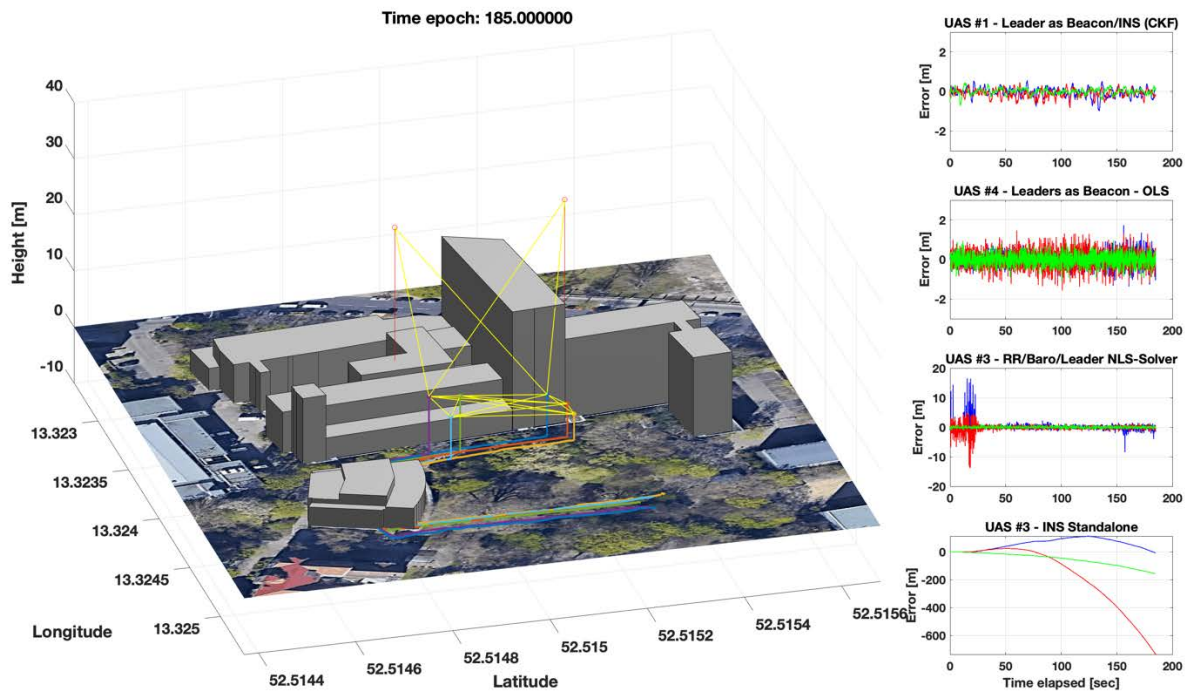 Time epoch: 185.000000
40
30
20
10
0
-10
Height [m]
13.323
13.3235
13.324
13.3245
13.325
Longitude
52.5144
52.5146
52.5148
52.515
52.5152
52.5154
52.5156
Latitude
UAS #1 - Leader as Beacon/INS (CKF)
Error [m]
2
0
-2
0 50 100 150 200
UAS #4 - Leaders as Beacon - OLS
Error [m]
2
0
-2
0 50 100 150 200
UAS #3 - RR/Baro/Leader NLS-Solver
Error [m]
20
10
0
-10
-20
0 50 100 150 200
UAS #3 - INS Standalone
Error [m]
0
-200
-400
-600
0 50 100 150 200
Time elapsed [sec]